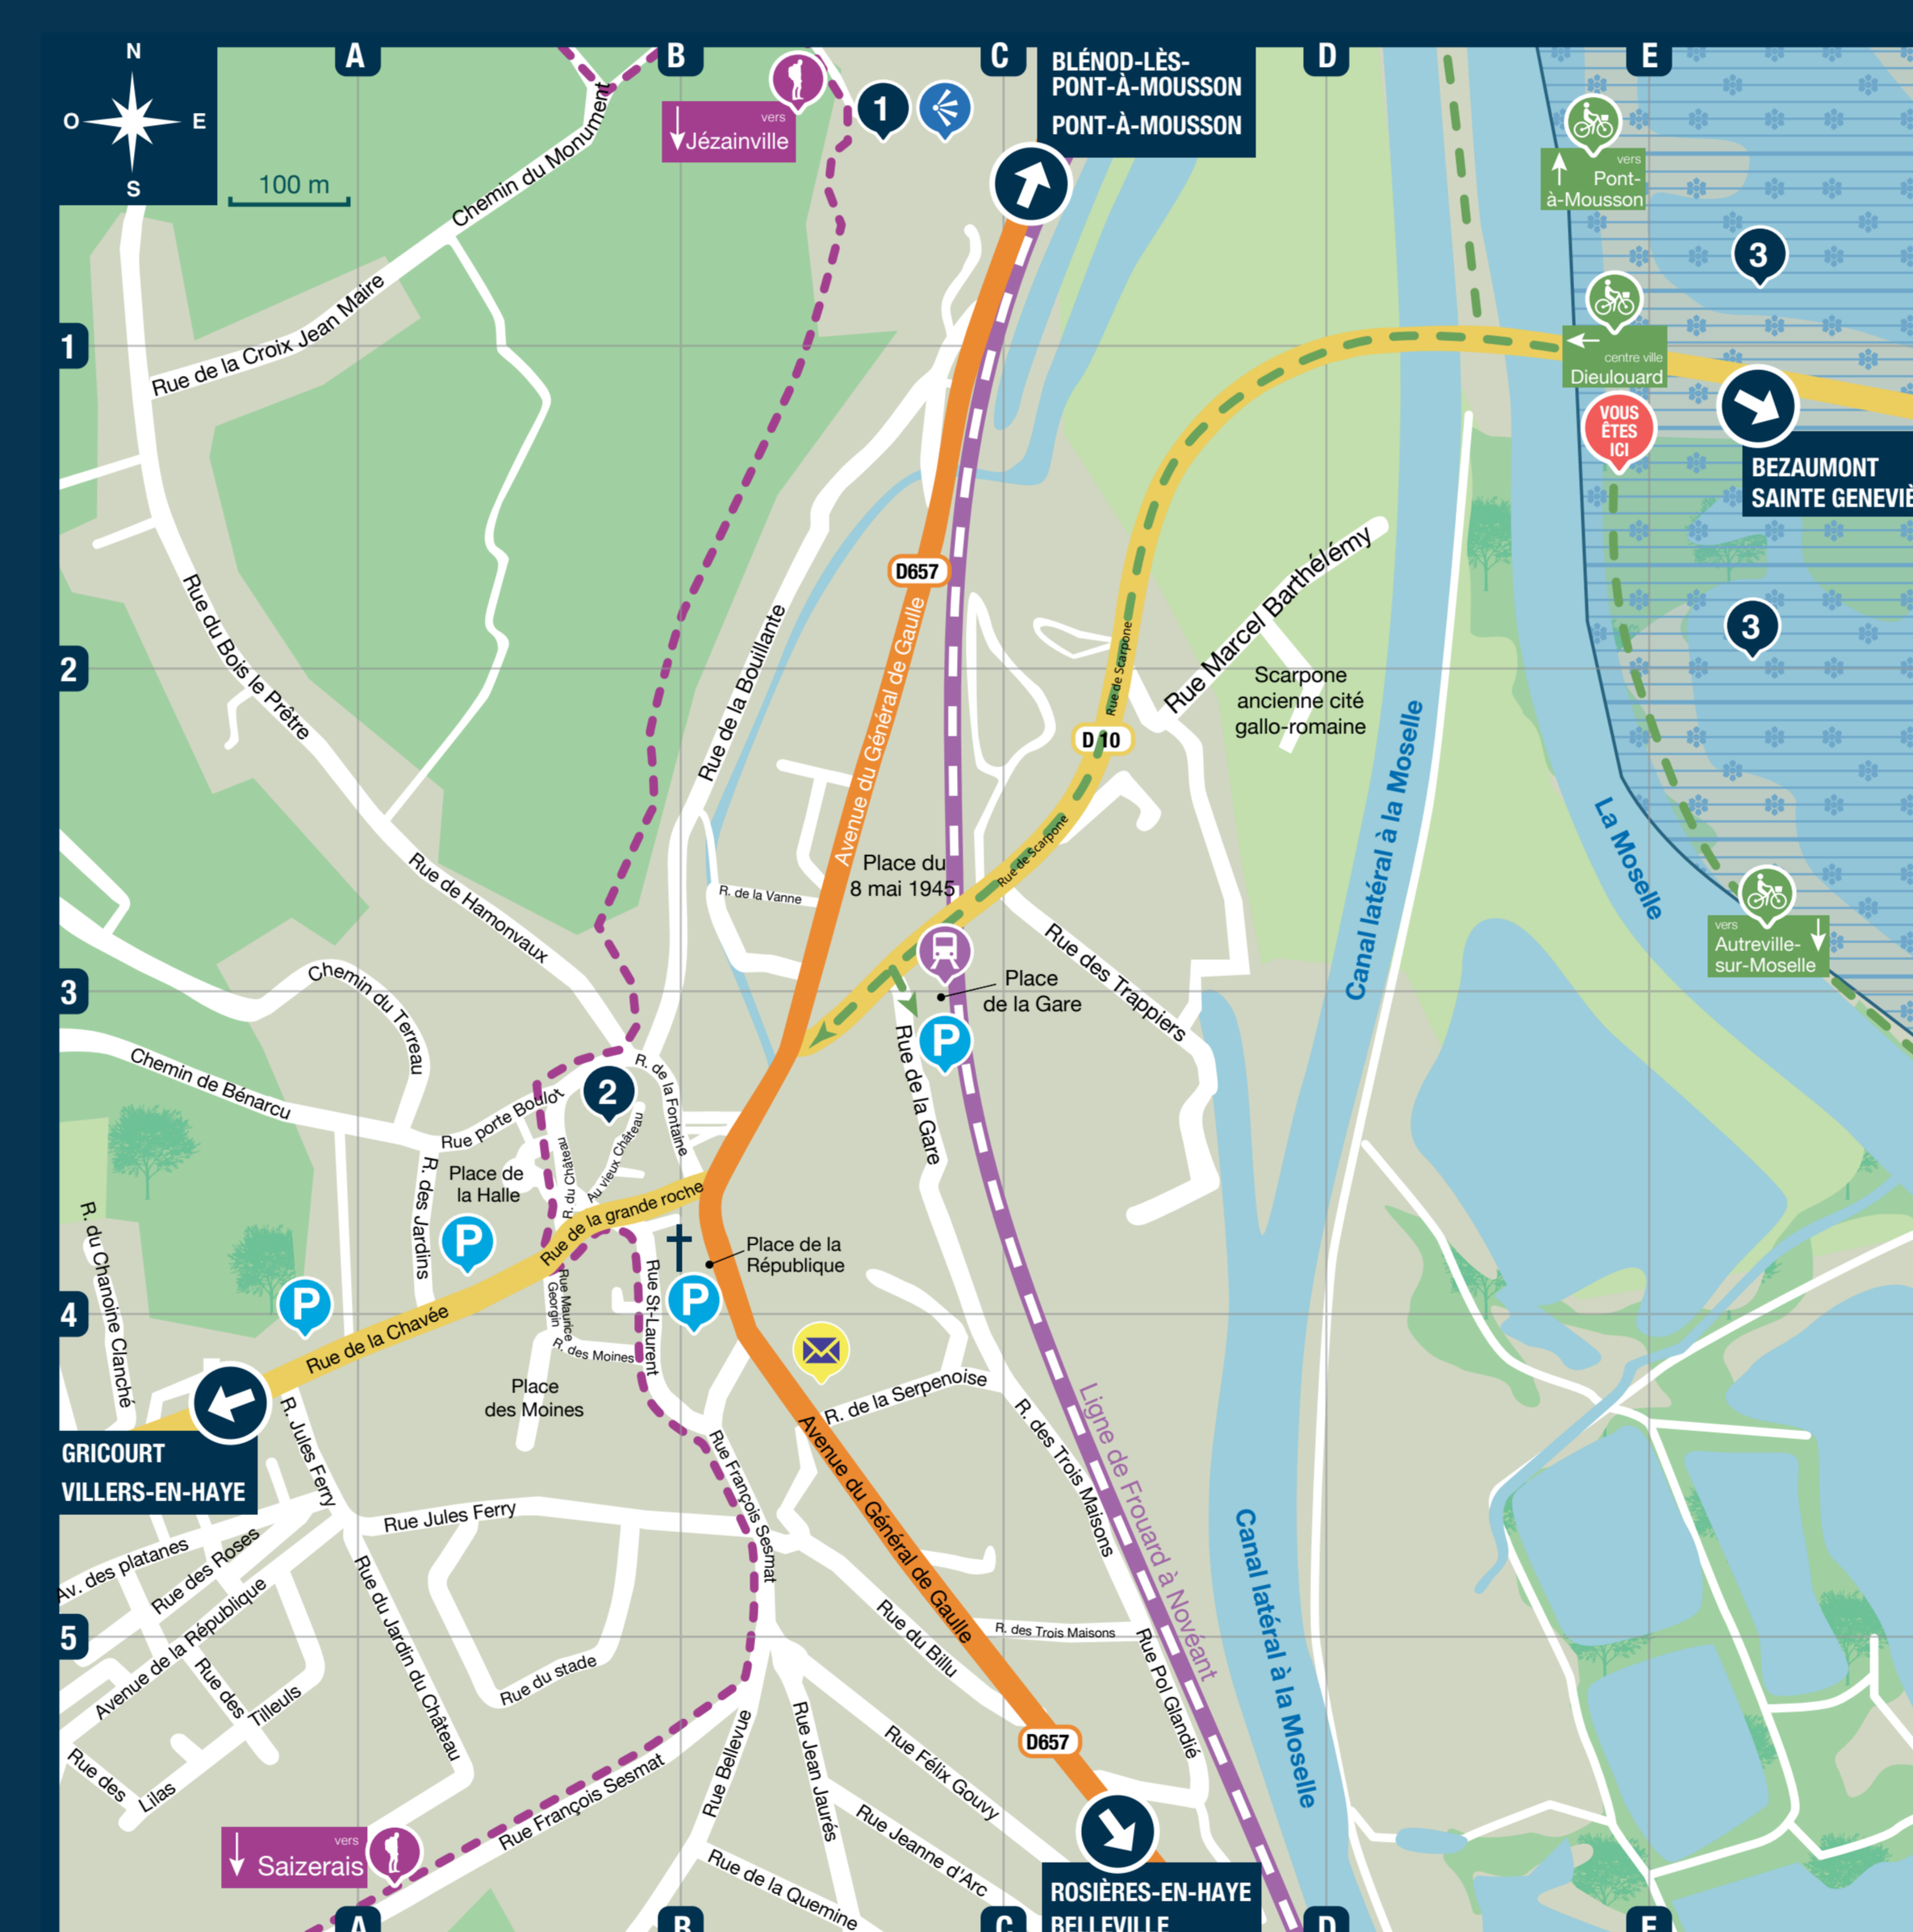 N
O
E
S
100 m
A
B
C
D
E
BLÉNOD-LÈS-
PONT-À-MOUSSON
PONT-À-MOUSSON
vers
Jézainville
1
vers
Pont-
à-Mousson
3
centre ville
Dieulouard
VOUS
ÊTES
ICI
BEZAUMONT
SAINTE GENEVIÈ
3
1
2
3
4
5
Chemin du Monument
Rue de la Croix Jean Maire
Rue du Bois le Prêtre
Rue de la Bouillante
D657
Avenue du Général de Gaulle
Rue de Scarpone
D 10
Rue Marcel Barthélémy
Scarpone
ancienne cité
gallo-romaine
Canal latéral à la Moselle
La Moselle
vers
Autreville-
sur-Moselle
Rue de Hamonvaux
R. de la Vanne
Place du
8 mai 1945
Rue de Scarpone
Rue des Trappiers
Place
de la Gare
P
Rue de la Gare
Chemin du Terreau
Chemin de Bénarcu
Rue porte Boulot
2
R. de la Fontaine
R. du Château
Au vieux Château
Place de
la Halle
P
R. des Jardins
R. du Chanoine Clanché
P
Rue de la grande roche
Rue de la Chavée
Place de la
République
P
Rue Maurice
Georgin
Rue St-Laurent
R. des Moines
Place
des Moines
R. de la Serpenoise
R. des Trois Maisons
Ligne de Frouard à Novéant
GRICOURT
VILLERS-EN-HAYE
R. Jules Ferry
Rue Jules Ferry
Rue François Sesmat
Avenue du Général de Gaulle
Canal latéral à la Moselle
Av. des platanes
Rue des Roses
Avenue de la République
Rue du Jardin du Château
Rue des
Tilleuls
Rue des
Lilas
Rue du stade
Rue du Billu
R. des Trois Maisons
Rue Pol Glandié
D657
Rue Bellevue
Rue Jean Jaurés
Rue Félix Gouvy
Rue Jeanne d'Arc
Rue François Sesmat
Rue de la Quemine
vers
Saizerais
ROSIÈRES-EN-HAYE
BELLEVILLE
A
B
C
D
E